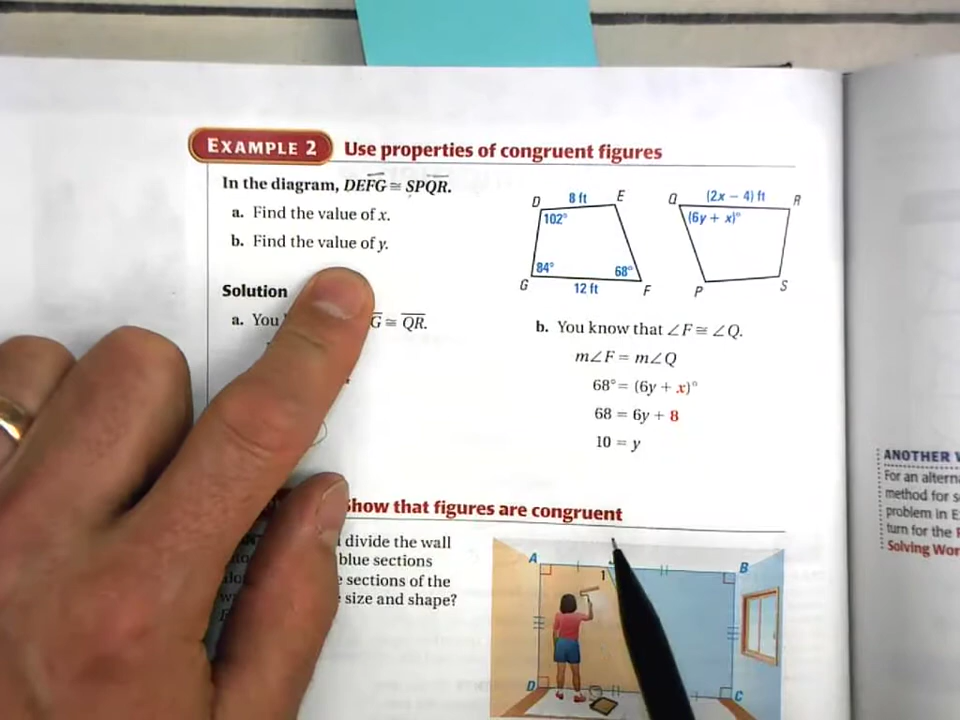 EXAMPLE 2 Use properties of congruent figures
In the diagram, DEFG ≅ SPQR.
a. Find the value of x.
b. Find the value of y.
D 8 ft E
102°
84° 68°
G 12 ft F
Q (2x − 4) ft R
(6y + x)°
P S
Solution
a. You
G ≅ QR.
b. You know that ∠F ≅ ∠Q.
m∠F = m∠Q
68° = (6y + x)°
68 = 6y + 8
10 = y
Show that figures are congruent
divide the wall
blue sections
sections of the
size and shape?
A B
1
D C
ANOTHER
For an altern
method for
problem in
turn for the
Solving Wor